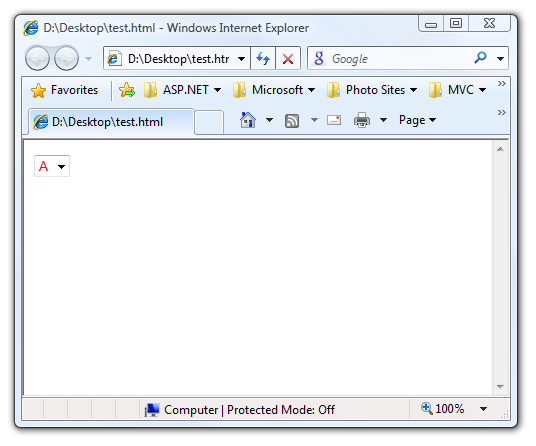 D:\Desktop\test.html - Windows Internet Explorer
D:\Desktop\test.htr
Google
Favorites ASP.NET Microsoft Photo Sites MVC »
D:\Desktop\test.html Page »
A
Computer | Protected Mode: Off 100%